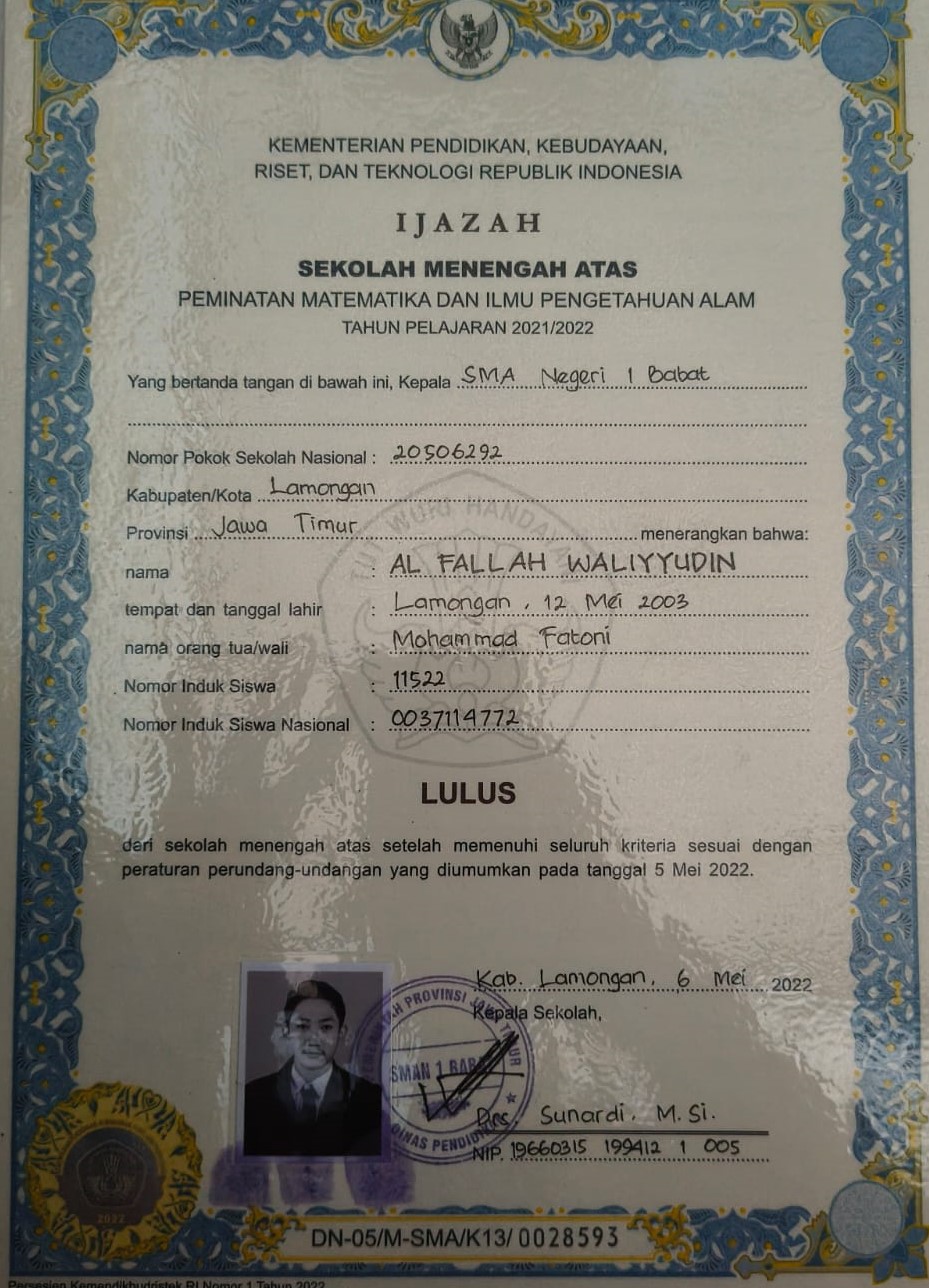 KEMENTERIAN PENDIDIKAN, KEBUDAYAAN,
RISET, DAN TEKNOLOGI REPUBLIK INDONESIA
IJAZAH
SEKOLAH MENENGAH ATAS
PEMINATAN MATEMATIKA DAN ILMU PENGETAHUAN ALAM
TAHUN PELAJARAN 2021/2022
Yang bertanda tangan di bawah ini, Kepala SMA Negeri 1 Babat
Nomor Pokok Sekolah Nasional : 20506292
Kabupaten/Kota Lamongan
Provinsi Jawa Timur menerangkan bahwa:
nama : AL FALLAH WALIYYUDIN
tempat dan tanggal lahir : Lamongan, 12 Mei 2003
nama orang tua/wali : Mohammad Fatoni
Nomor Induk Siswa : 11522
Nomor Induk Siswa Nasional : 0037114772
TUT WURI HANDAYANI
LULUS
dari sekolah menengah atas setelah memenuhi seluruh kriteria sesuai dengan
peraturan perundang-undangan yang diumumkan pada tanggal 5 Mei 2022.
Kab. Lamongan, 6 Mei 2022
Kepala Sekolah,
PROVINSI JAWA TIMUR
SMAN 1 BABAT
DINAS PENDIDIKAN
Drs. Sunardi, M.Si.
NIP. 19660315 199412 1 005
2022
DN-05/M-SMA/K13/0028593
Persesjen Kemendikbudristek RI Nomor 1 Tahun 2022